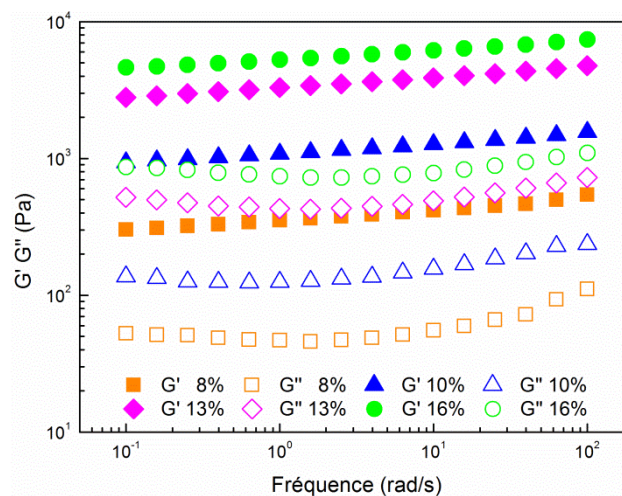 10⁴
10³
10² 
10¹
G' G" (Pa)
G' 8% G" 8% G' 10% G" 10%
G' 13% G" 13% G' 16% G" 16%
10⁻¹ 10⁰ 10¹ 10²
Fréquence (rad/s)